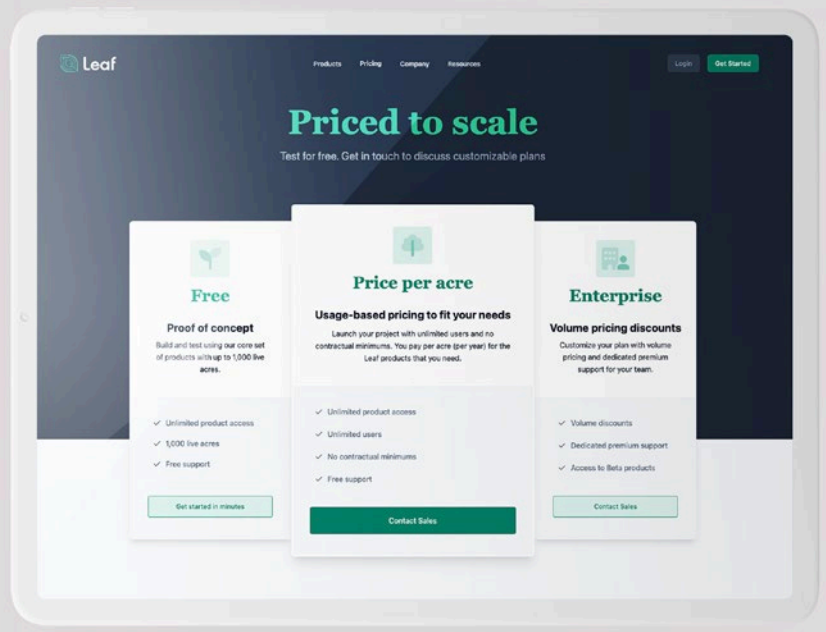 Leaf
Products Pricing Company Resources
Login Get Started
Priced to scale
Test for free. Get in touch to discuss customizable plans
Free
Proof of concept
Build and test using our core set
of products with up to 1,000 live
acres.
Unlimited product access
1,000 live acres
Free support
Get started in minutes
Price per acre
Usage-based pricing to fit your needs
Launch your project with unlimited users and no
contractual minimums. You pay per acre (per year) for the
Leaf products that you need.
Unlimited product access
Unlimited users
No contractual minimums
Free support
Contact Sales
Enterprise
Volume pricing discounts
Customize your plan with volume
pricing and dedicated premium
support for your team.
Volume discounts
Dedicated premium support
Access to Beta products
Contact Sales